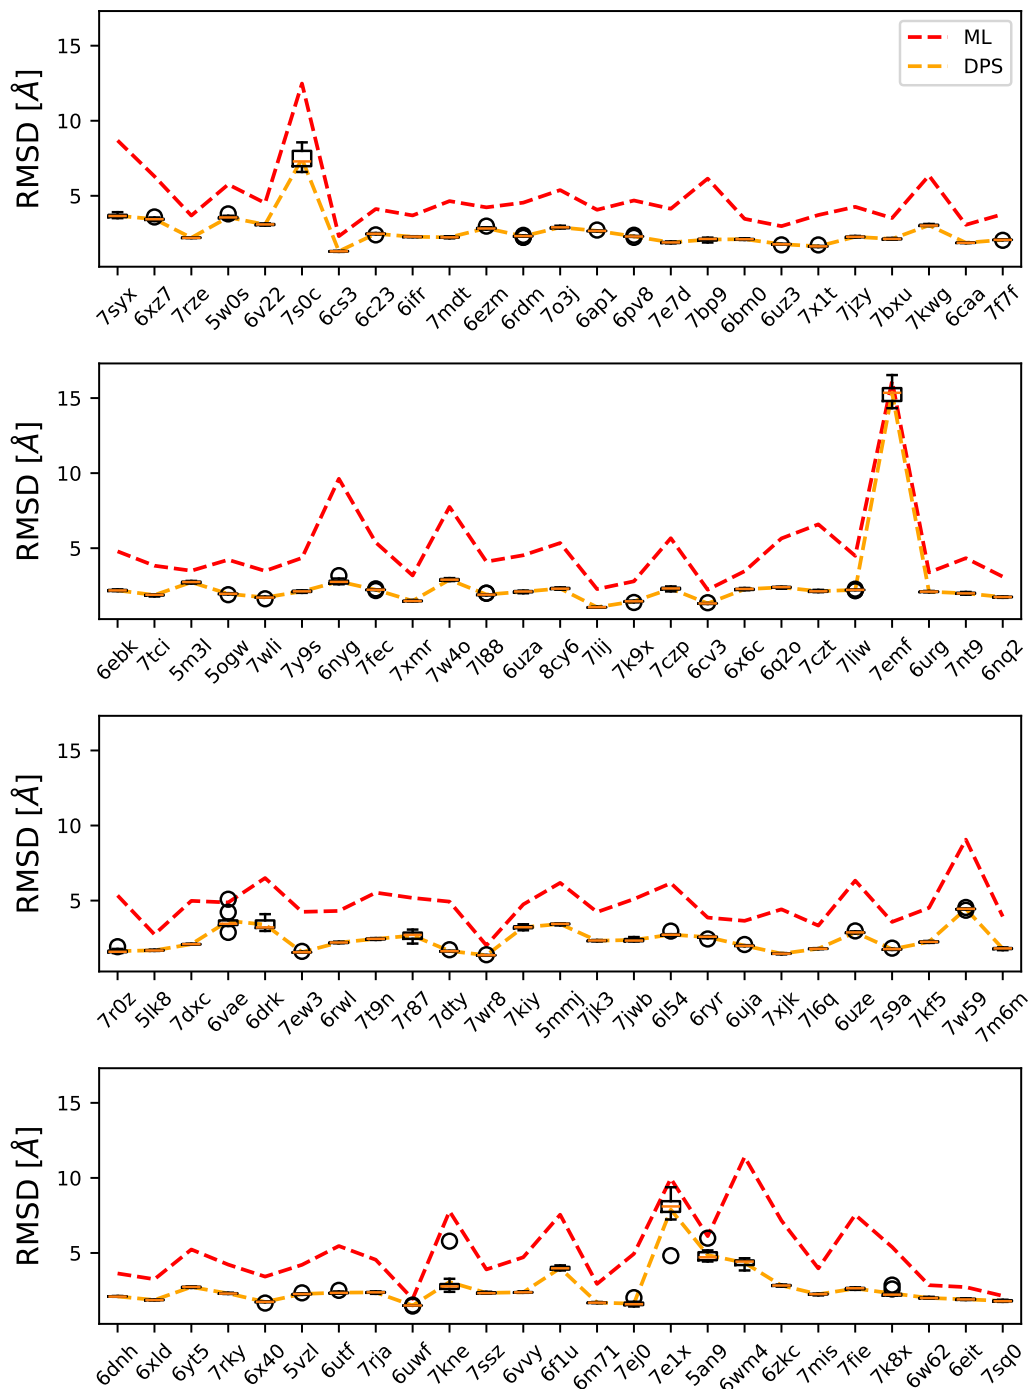 RMSD [Å]
15
10
5
ML
DPS
7syx 6xz7 7rze 5w0s 6v22 7s0c 6cs3 6c23 6ifr 7mdt 6ezm 6rdm 7o3j 6ap1 6pv8 7e7d 7bp9 6bm0 6uz3 7x1t 7jzy 7bxu 7kwg 6caa 7f7f
RMSD [Å]
15
10
5
6ebk 7tci 5m3l 5ogw 7wli 7y9s 6nyg 7fec 7xmr 7w4o 7l88 6uza 8cy6 7lij 7k9x 7czp 6cv3 6x6c 6q2o 7czt 7liw 7emf 6urg 7nt9 6nq2
RMSD [Å]
15
10
5
7r0z 5lk8 7dxc 6vae 6drk 7ew3 6rwl 7t9n 7r87 7dty 7wr8 7kiy 5mmj 7jk3 7jwb 6l54 6ryr 6uja 7xjk 7l6q 6uze 7s9a 7kf5 7w59 7m6m
RMSD [Å]
15
10
5
6dnh 6xld 6yt5 7rky 6x40 5vzl 6utf 7rja 6uwf 7kne 7ssz 6vvy 6f1u 6m71 7ej0 7e1x 5an9 6wm4 6zkc 7mis 7fie 7k8x 6w62 6eit 7sq0